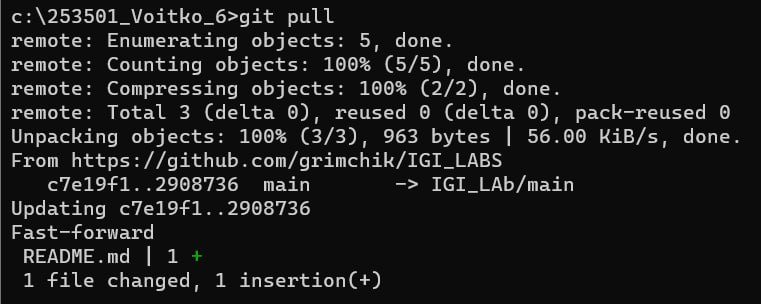 c:\253501_Voitko_6>git pull
remote: Enumerating objects: 5, done.
remote: Counting objects: 100% (5/5), done.
remote: Compressing objects: 100% (2/2), done.
remote: Total 3 (delta 0), reused 0 (delta 0), pack-reused 0
Unpacking objects: 100% (3/3), 963 bytes | 56.00 KiB/s, done.
From https://github.com/grimchik/IGI_LABS
   c7e19f1..2908736  main       -> IGI_LAb/main
Updating c7e19f1..2908736
Fast-forward
 README.md | 1 +
 1 file changed, 1 insertion(+)